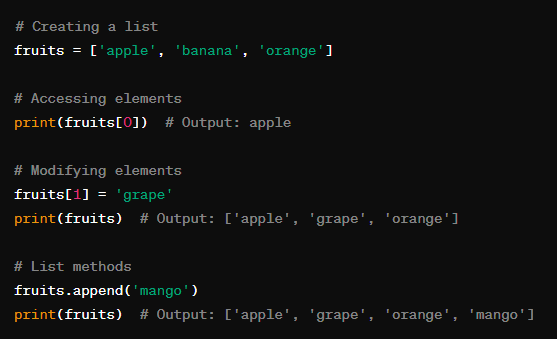 # Creating a list
fruits = ['apple', 'banana', 'orange']
# Accessing elements
print(fruits[0])  # Output: apple
# Modifying elements
fruits[1] = 'grape'
print(fruits)  # Output: ['apple', 'grape', 'orange']
# List methods
fruits.append('mango')
print(fruits)  # Output: ['apple', 'grape', 'orange', 'mango']